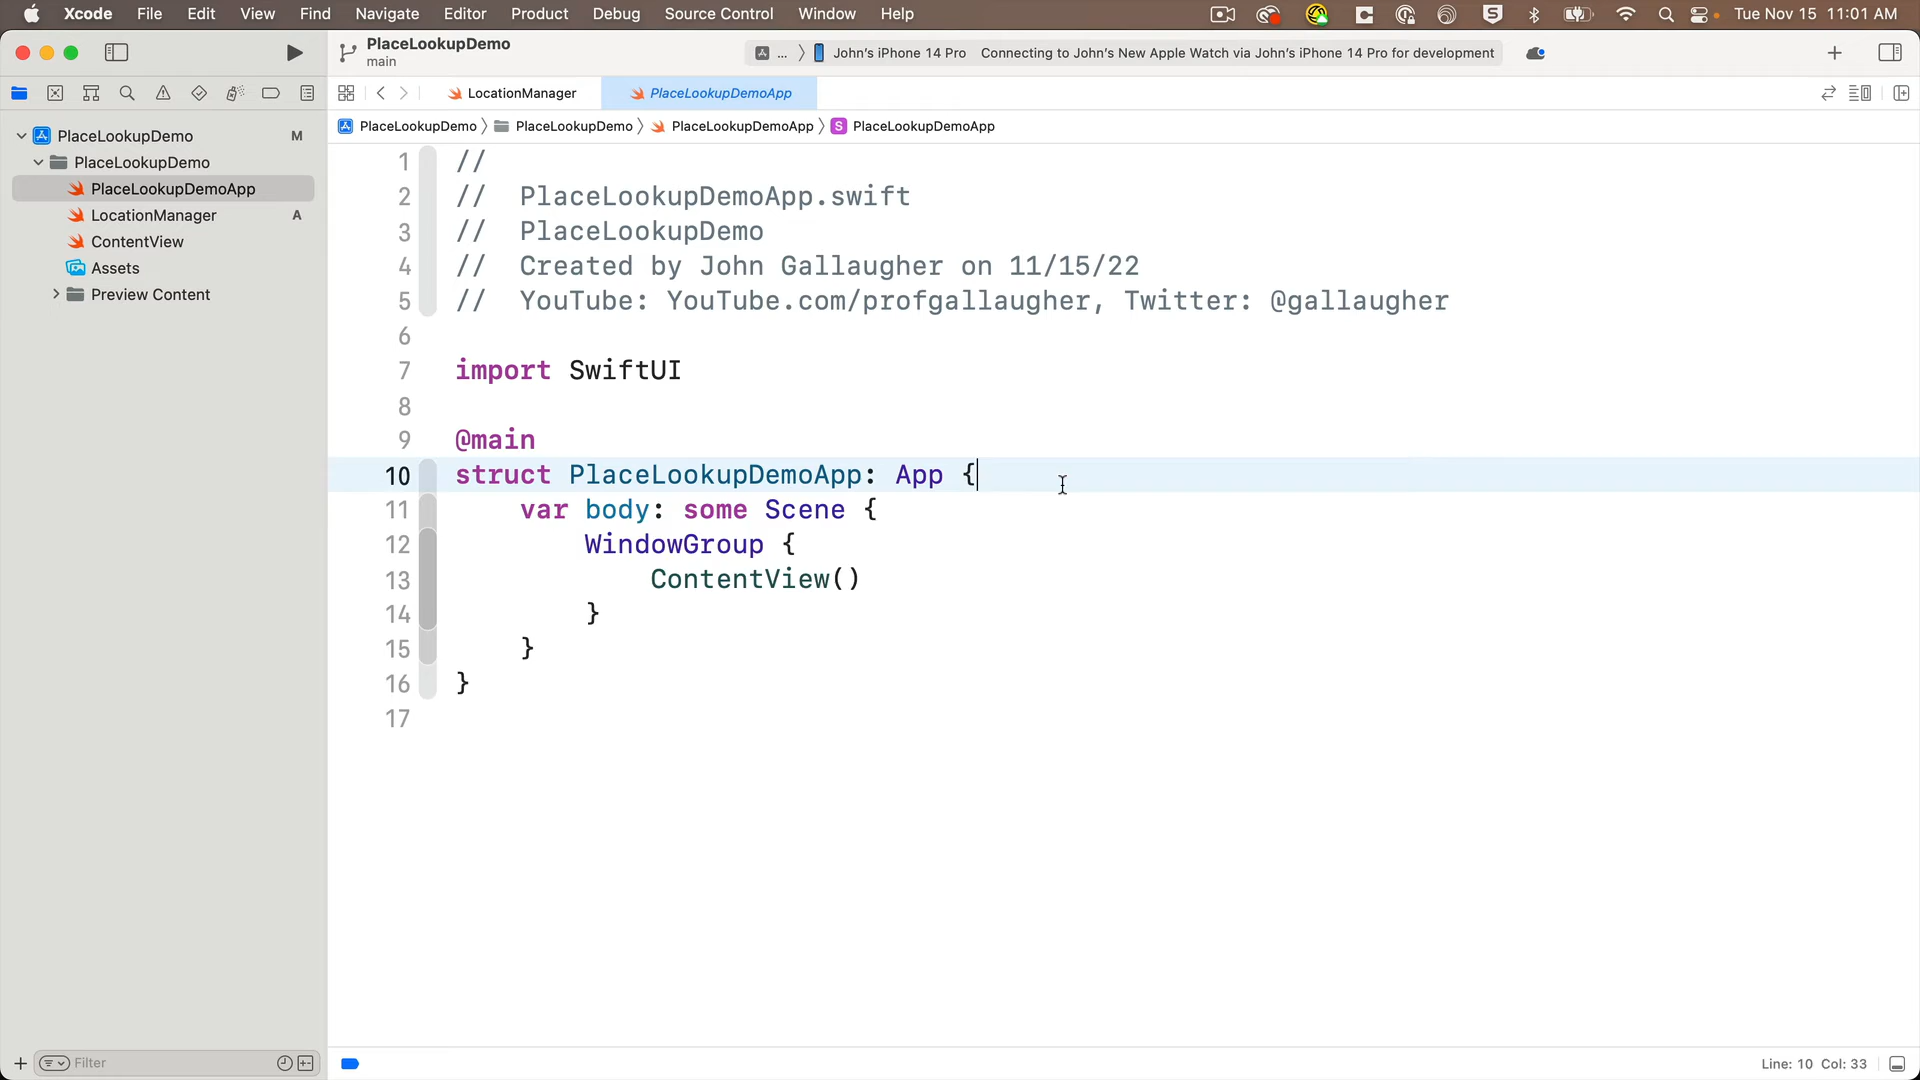 Xcode File Edit View Find Navigate Editor Product Debug Source Control Window Help Tue Nov 15 11:01 AM
PlaceLookupDemo
main
... John's iPhone 14 Pro Connecting to John's New Apple Watch via John's iPhone 14 Pro for development
LocationManager PlaceLookupDemoApp
PlaceLookupDemo PlaceLookupDemo PlaceLookupDemoApp S PlaceLookupDemoApp
PlaceLookupDemo M
PlaceLookupDemo
PlaceLookupDemoApp
LocationManager A
ContentView
Assets
Preview Content
1 //
2 // PlaceLookupDemoApp.swift
3 // PlaceLookupDemo
4 // Created by John Gallaugher on 11/15/22
5 // YouTube: YouTube.com/profgallaugher, Twitter: @gallaugher
6
7 import SwiftUI
8
9 @main
10 struct PlaceLookupDemoApp: App {
11 var body: some Scene {
12 WindowGroup {
13 ContentView()
14 }
15 }
16 }
17
Filter
Line: 10 Col: 33